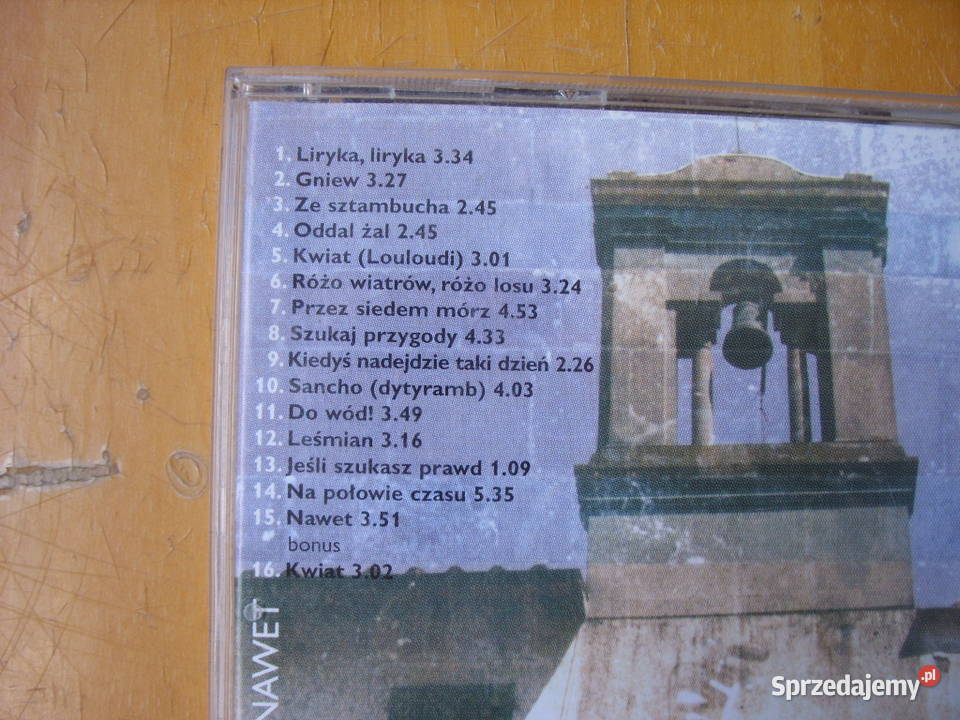 1. Liryka, liryka 3.34
2. Gniew 3.27
3. Ze sztambucha 2.45
4. Oddal żal 2.45
5. Kwiat (Louloudi) 3.01
6. Różo wiatrów, różo losu 3.24
7. Przez siedem mórz 4.53
8. Szukaj przygody 4.33
9. Kiedyś nadejdzie taki dzień 2.26
10. Sancho (dytyramb) 4.03
11. Do wód! 3.49
12. Leśmian 3.16
13. Jeśli szukasz prawd 1.09
14. Na połowie czasu 5.35
15. Nawet 3.51
bonus
16. Kwiat 3.02
NAWET
Sprzedajemy.pl